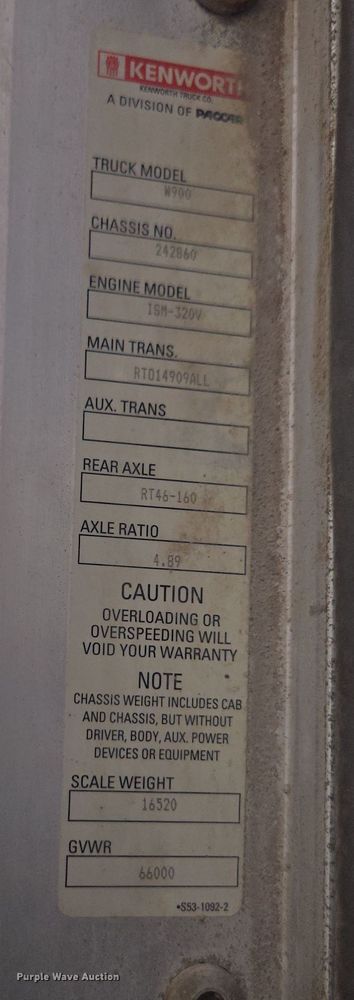 KENWORTH
KENWORTH TRUCK CO.
A DIVISION OF PACCAR
TRUCK MODEL
W900
CHASSIS NO.
242860
ENGINE MODEL
ISM-320V
MAIN TRANS.
RTO14909ALL
AUX. TRANS
REAR AXLE
RT46-160
AXLE RATIO
4.89
CAUTION
OVERLOADING OR
OVERSPEEDING WILL
VOID YOUR WARRANTY
NOTE
CHASSIS WEIGHT INCLUDES CAB
AND CHASSIS, BUT WITHOUT
DRIVER, BODY, AUX. POWER
DEVICES OR EQUIPMENT
SCALE WEIGHT
16520
GVWR
66000
•S53-1092-2
Purple Wave Auction